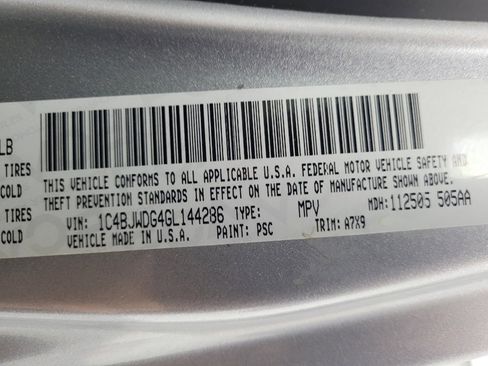 LB
TIRES
COLD
TIRES
COLD
THIS VEHICLE CONFORMS TO ALL APPLICABLE U.S.A. FEDERAL MOTOR VEHICLE SAFETY AND
THEFT PREVENTION STANDARDS IN EFFECT ON THE DATE OF MANUFACTURE SHOWN ABOVE.
VIN: 1C4BJWDG4GL144286 TYPE: MPV MDH: 112505 505AA
VEHICLE MADE IN U.S.A. PAINT: PSC TRIM: A7X9